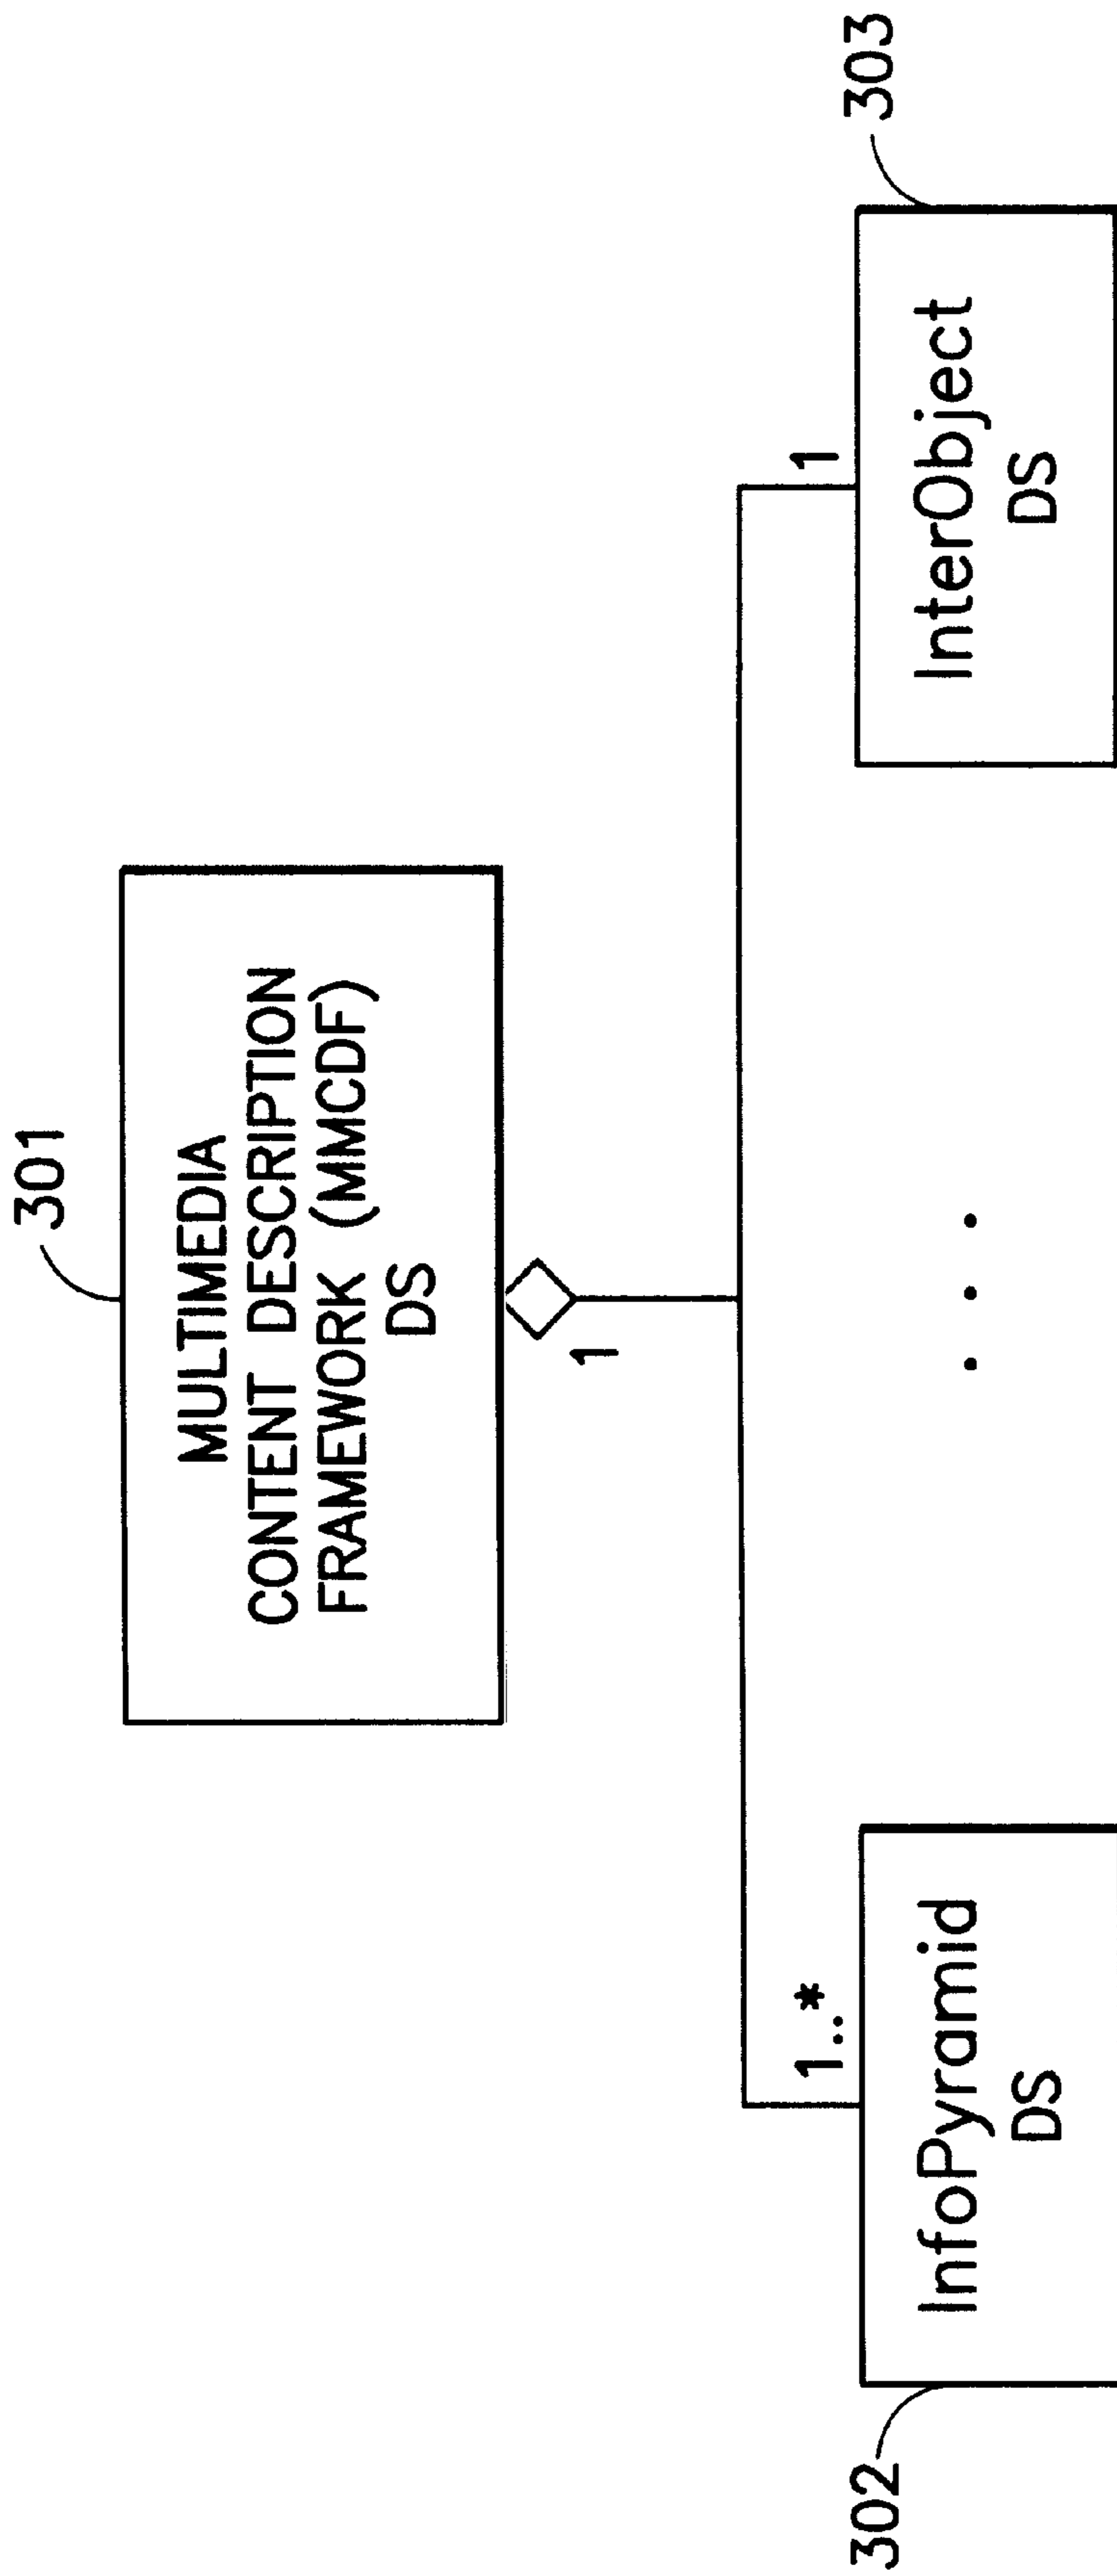 301
MULTIMEDIA
CONTENT DESCRIPTION
FRAMEWORK (MMCDF)
DS
1
1..*
1
InfoPyramid
DS
. . .
InterObject
DS
302
303